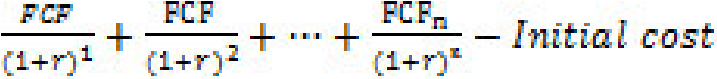 FCF/(1+r)^1 + FCF/(1+r)^2 + ⋯ + FCF_n/(1+r)^n − Initial cost